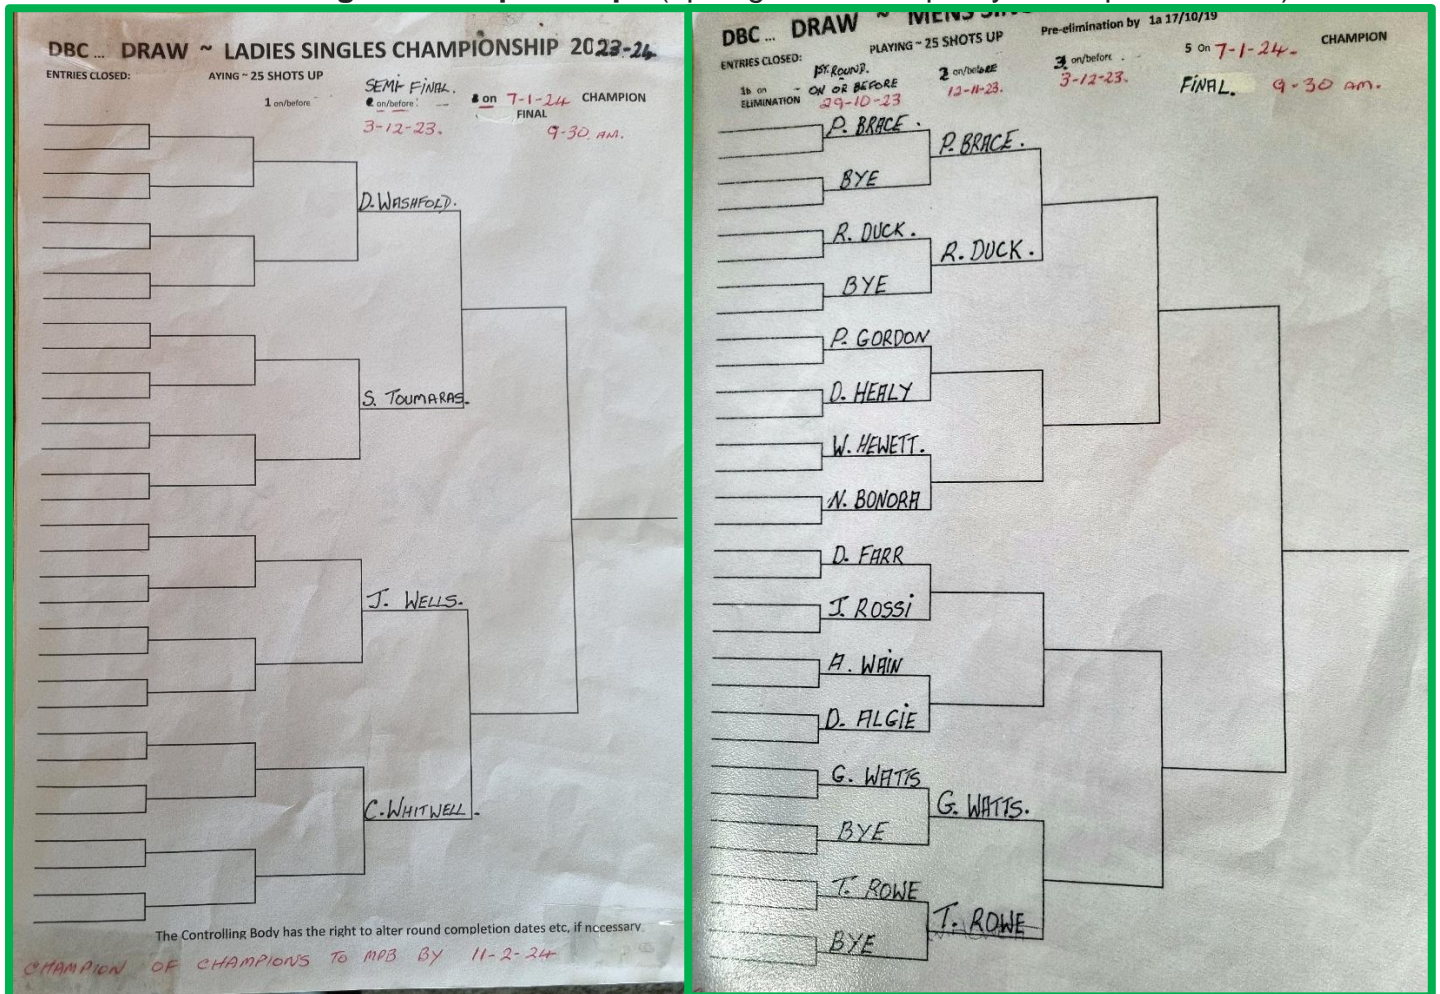 DBC ... DRAW ~ LADIES SINGLES CHAMPIONSHIP 2023-24
ENTRIES CLOSED: AYING ~ 25 SHOTS UP
SEMI-FINAL.
1 on/before
on/before
on 7-1-24 CHAMPION
FINAL
3-12-23.
9-30 AM.
D. WASHFOLD.
S. TOUMARAS.
J. WELLS.
C. WHITWELL.
The Controlling Body has the right to alter round completion dates etc, if necessary
CHAMPION OF CHAMPIONS TO MPB BY 11-2-24
DBC ... DRAW ~ MENS
PLAYING ~ 25 SHOTS UP
Pre-elimination by 1a 17/10/19
ENTRIES CLOSED:
1ST. ROUND.
1b on
ON OR BEFORE
ELIMINATION
29-10-23
2 on/before
12-11-23.
3 on/before
3-12-23.
5 On 7-1-24.
CHAMPION
FINAL.
9-30 AM.
P. BRACE.
P. BRACE.
BYE
R. DUCK.
R. DUCK.
BYE
P. GORDON
D. HEALY
W. HEWETT.
N. BONORA
D. FARR
I. ROSSI
A. WAIN
D. ALGIE
G. WATTS
G. WATTS.
BYE
T. ROWE
T. ROWE
BYE